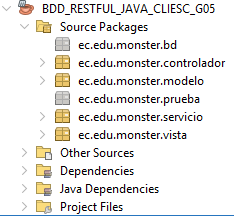 BDD_RESTFUL_JAVA_CLIESC_G05
Source Packages
ec.edu.monster.bd
ec.edu.monster.controlador
ec.edu.monster.modelo
ec.edu.monster.prueba
ec.edu.monster.servicio
ec.edu.monster.vista
Other Sources
Dependencies
Java Dependencies
Project Files